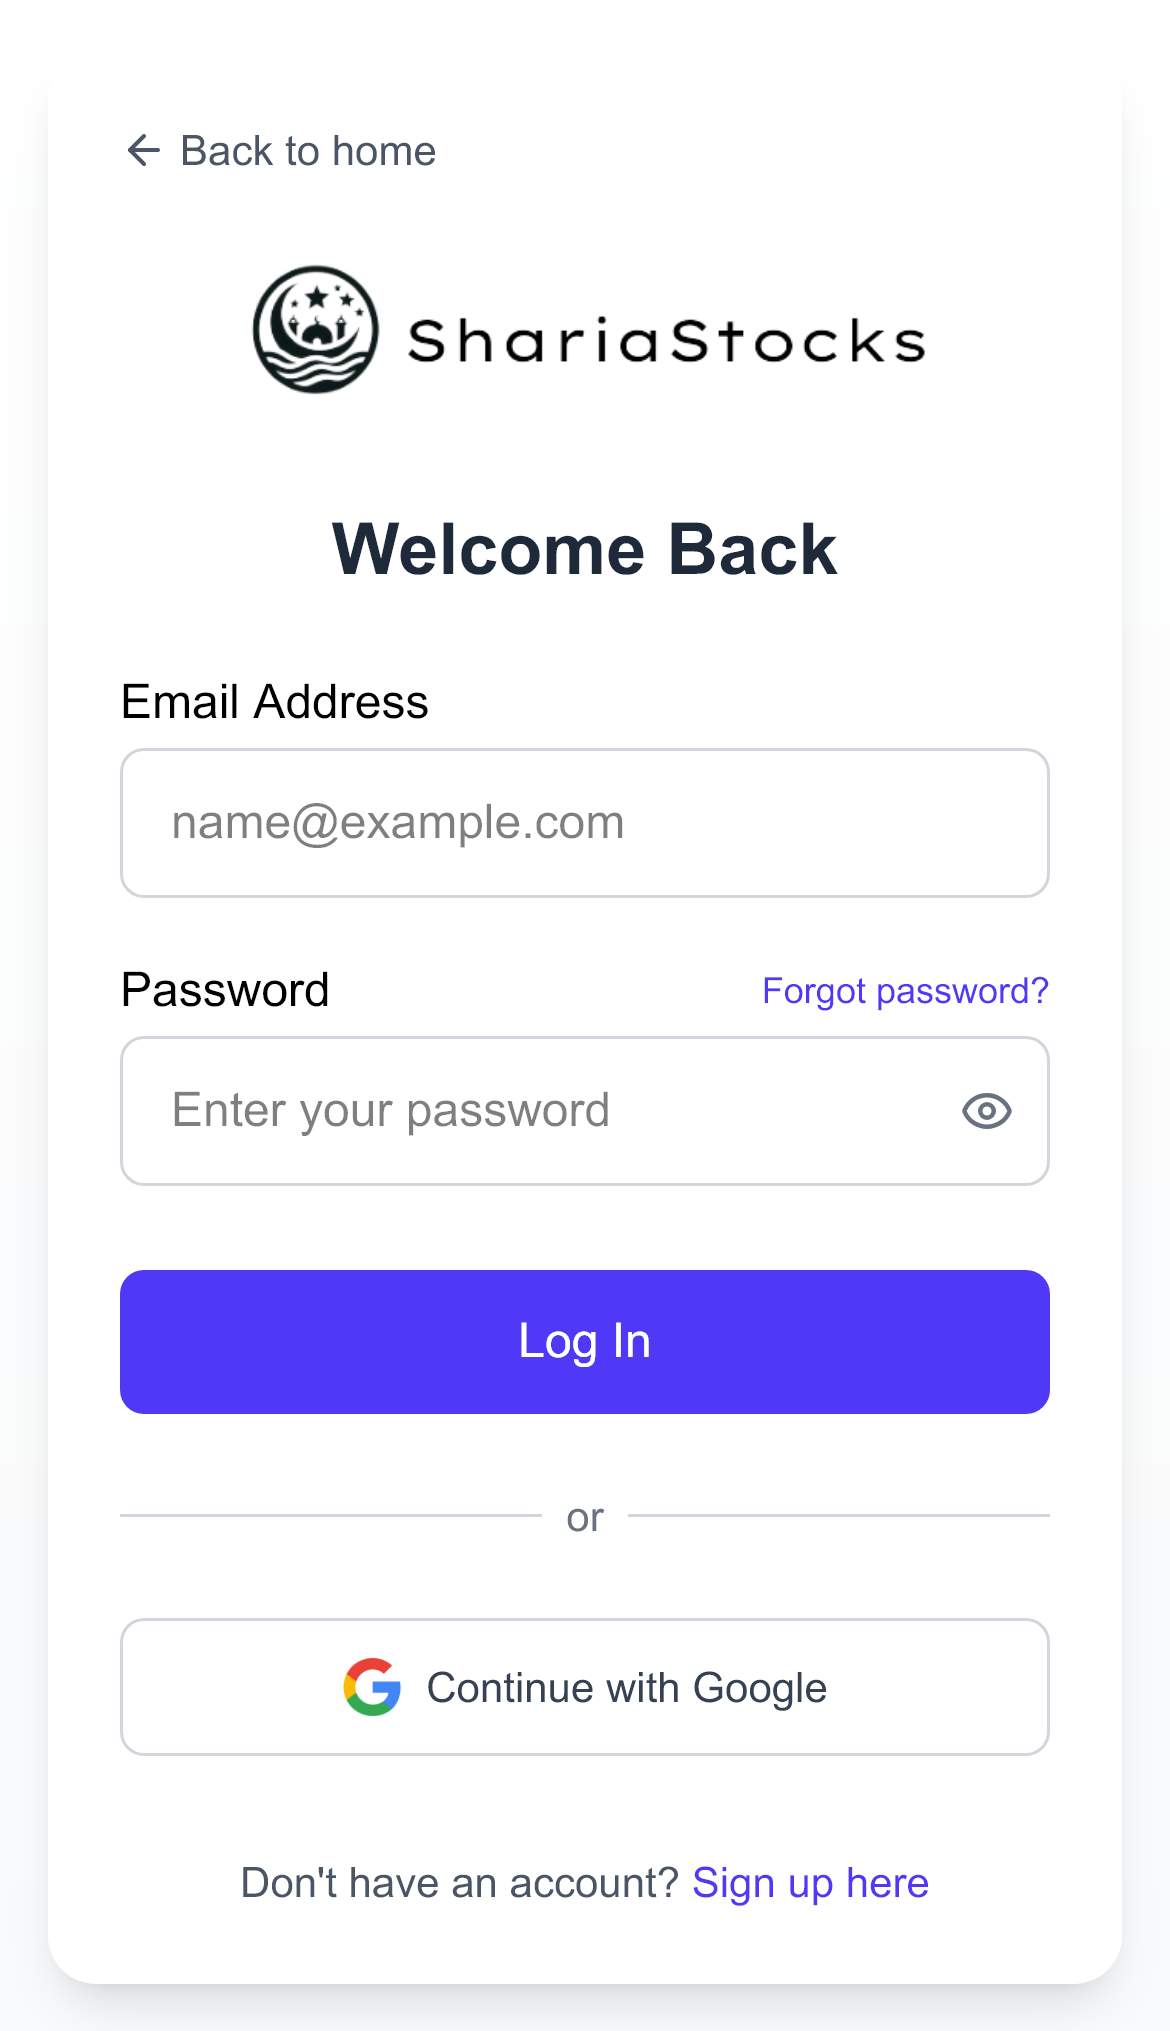 Back to home
ShariaStocks
Welcome Back
Email Address
name@example.com
Password
Forgot password?
Enter your password
Log In
or
Continue with Google
Don't have an account? Sign up here